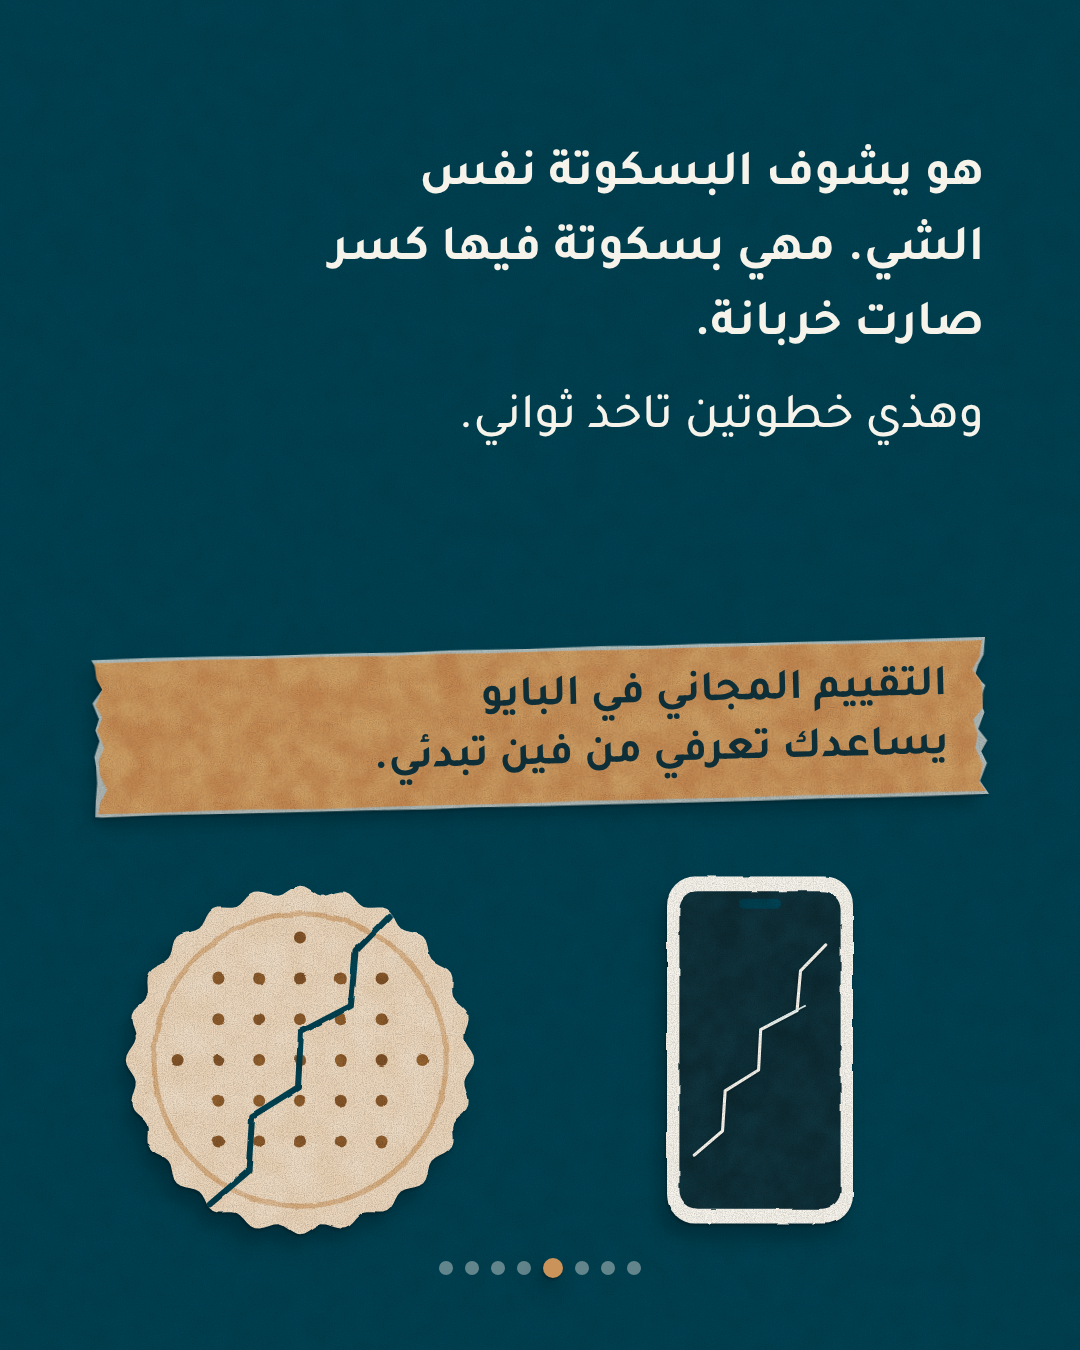 هو يشوف البسكوتة نفس
الشي. مهي بسكوتة فيها كسر
صارت خربانة.
وهذي خطوتين تاخذ ثواني.
التقييم المجاني في البايو
يساعدك تعرفي من فين تبدئي.